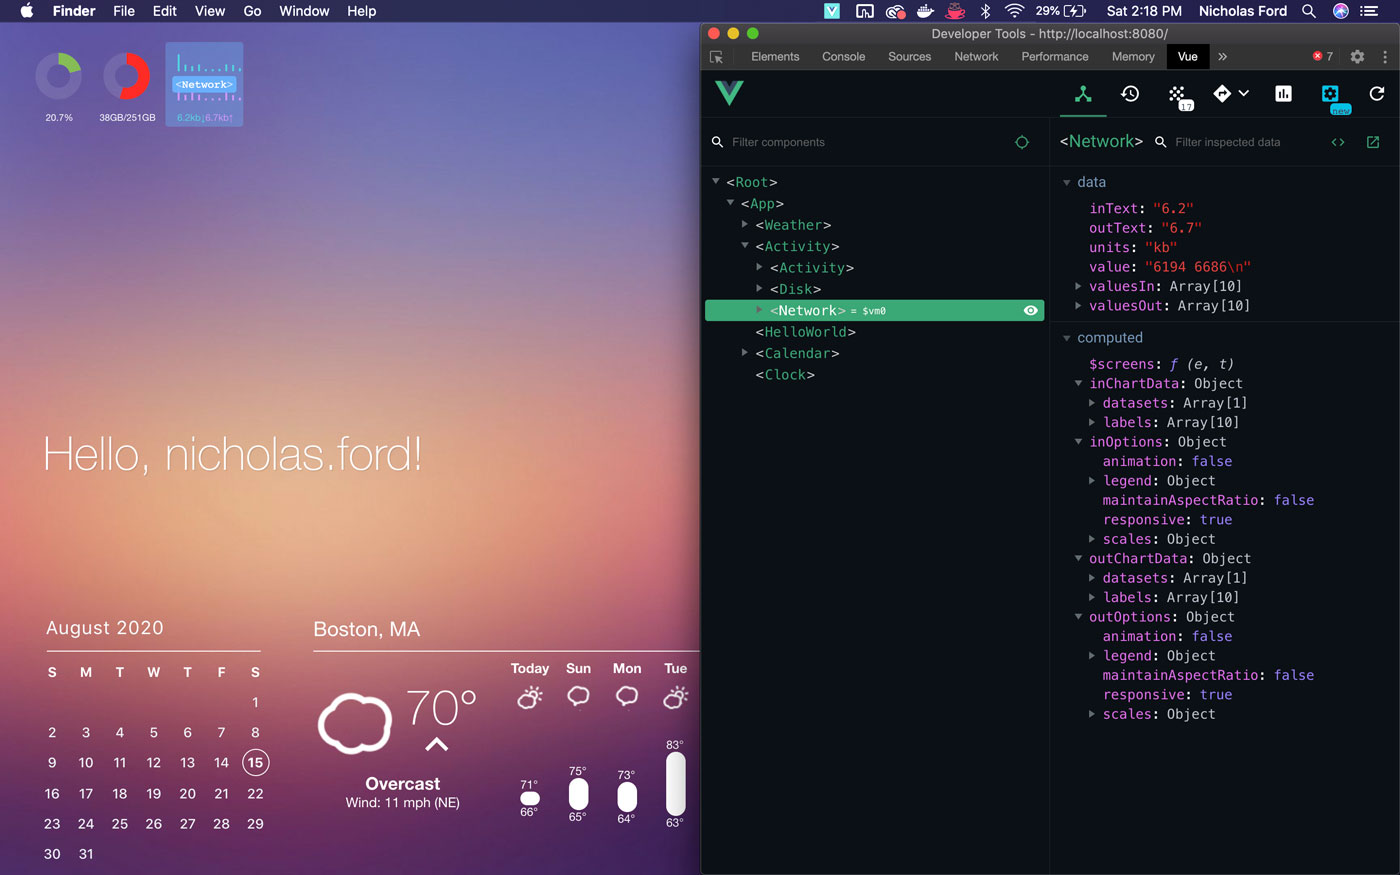 Finder File Edit View Go Window Help 29% Sat 2:18 PM Nicholas Ford
20.7%
38GB/251GB
<Network>
6.2kb↓6.7kb↑
Hello, nicholas.ford!
August 2020
S M T W T F S
1
2 3 4 5 6 7 8
9 10 11 12 13 14 15
16 17 18 19 20 21 22
23 24 25 26 27 28 29
30 31
Boston, MA
70°
Overcast
Wind: 11 mph (NE)
Today Sun Mon Tue
71° 75° 73° 83°
66° 65° 64° 63°
Developer Tools - http://localhost:8080/
Elements Console Sources Network Performance Memory Vue » 7
17 new
Filter components
<Root>
<App>
<Weather>
<Activity>
<Activity>
<Disk>
<Network> = $vm0
<HelloWorld>
<Calendar>
<Clock>
<Network> Filter inspected data <>
data
inText: "6.2"
outText: "6.7"
units: "kb"
value: "6194 6686\n"
valuesIn: Array[10]
valuesOut: Array[10]
computed
$screens: ƒ (e, t)
inChartData: Object
datasets: Array[1]
labels: Array[10]
inOptions: Object
animation: false
legend: Object
maintainAspectRatio: false
responsive: true
scales: Object
outChartData: Object
datasets: Array[1]
labels: Array[10]
outOptions: Object
animation: false
legend: Object
maintainAspectRatio: false
responsive: true
scales: Object